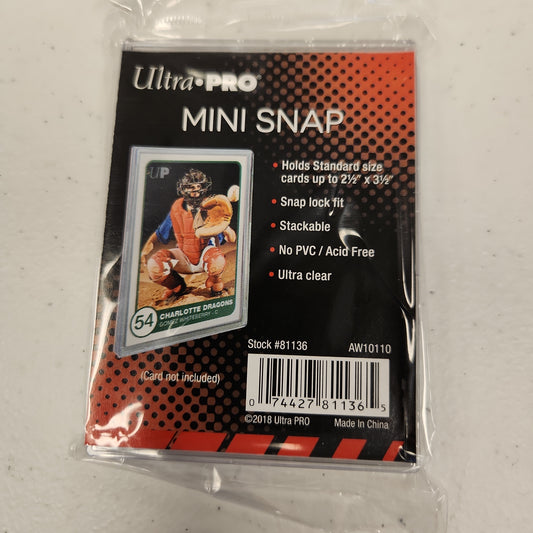 Ultra•PRO®
MINI SNAP
• Holds Standard size
cards up to 2½" x 3½"
• Snap lock fit
• Stackable
• No PVC / Acid Free
• Ultra clear
UP
54
CHARLOTTE DRAGONS
GOMEZ WHITEBERRY - C
(Card not included)
Stock #81136
AW10110
0 74427 81136 5
©2018 Ultra PRO
Made In China